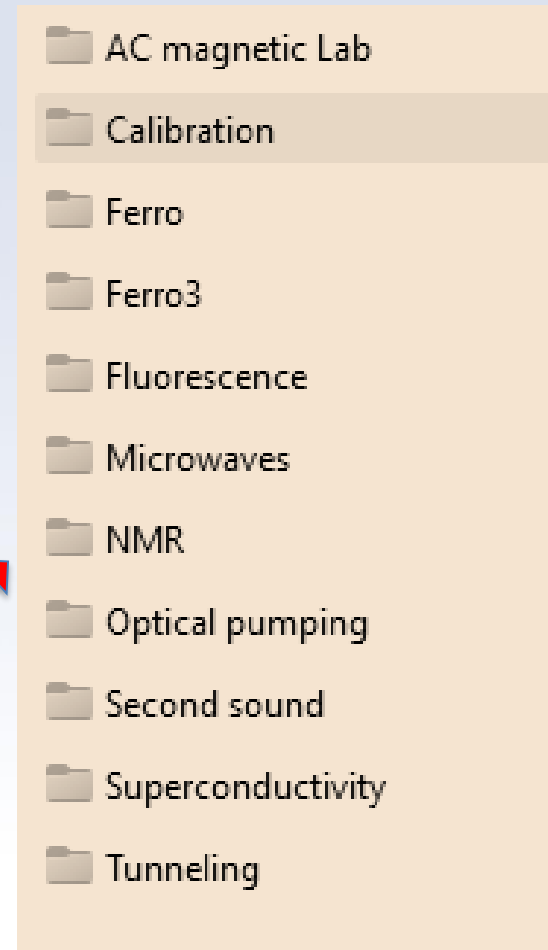 AC magnetic Lab
Calibration
Ferro
Ferro3
Fluorescence
Microwaves
NMR
Optical pumping
Second sound
Superconductivity
Tunneling